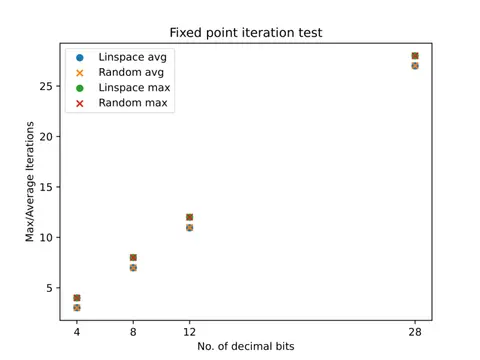 Fixed point iteration test
Linspace avg
Random avg
Linspace max
Random max
Max/Average Iterations
25
20
15
10
5
4 8 12 28
No. of decimal bits